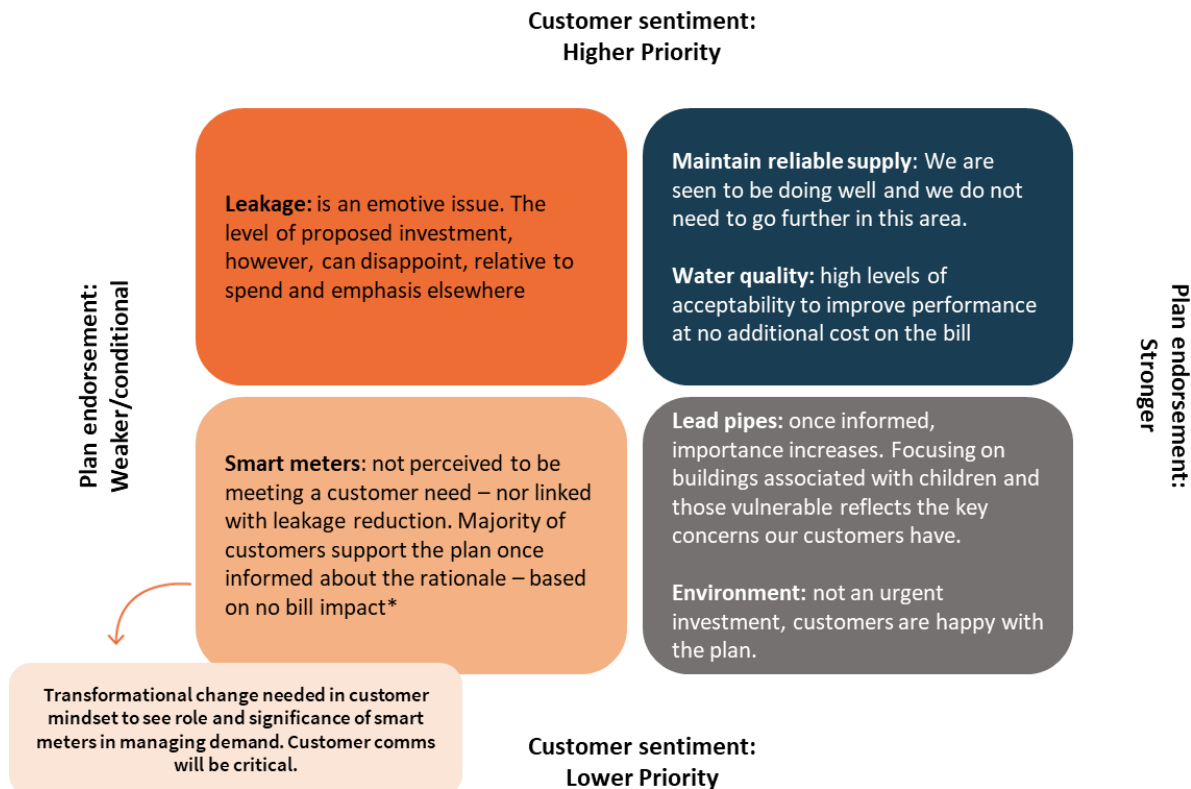 Customer sentiment:
Higher Priority
Leakage: is an emotive issue. The
level of proposed investment,
however, can disappoint, relative to
spend and emphasis elsewhere
Maintain reliable supply: We are
seen to be doing well and we do not
need to go further in this area.
Water quality: high levels of
acceptability to improve performance
at no additional cost on the bill
Plan endorsement:
Weaker/conditional
Plan endorsement:
Stronger
Smart meters: not perceived to be
meeting a customer need – nor linked
with leakage reduction. Majority of
customers support the plan once
informed about the rationale – based
on no bill impact*
Lead pipes: once informed,
importance increases. Focusing on
buildings associated with children and
those vulnerable reflects the key
concerns our customers have.
Environment: not an urgent
investment, customers are happy with
the plan.
Transformational change needed in customer
mindset to see role and significance of smart
meters in managing demand. Customer comms
will be critical.
Customer sentiment:
Lower Priority